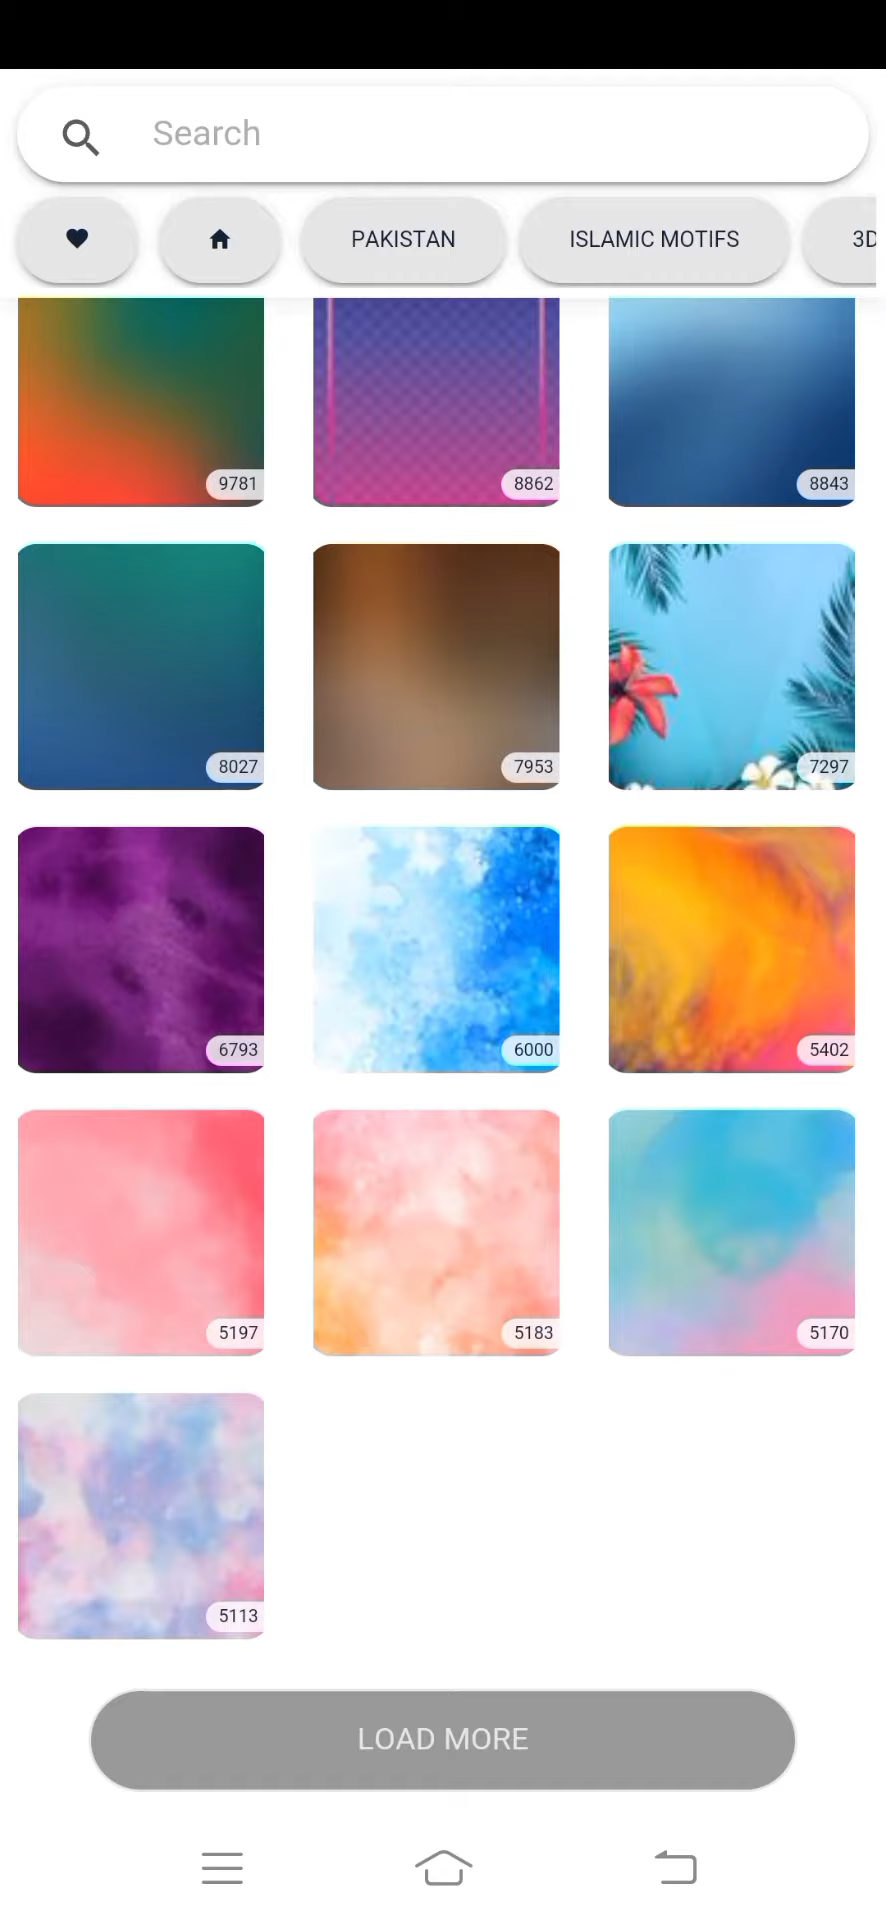 Search
PAKISTAN
ISLAMIC MOTIFS
3D
9781
8862
8843
8027
7953
7297
6793
6000
5402
5197
5183
5170
5113
LOAD MORE